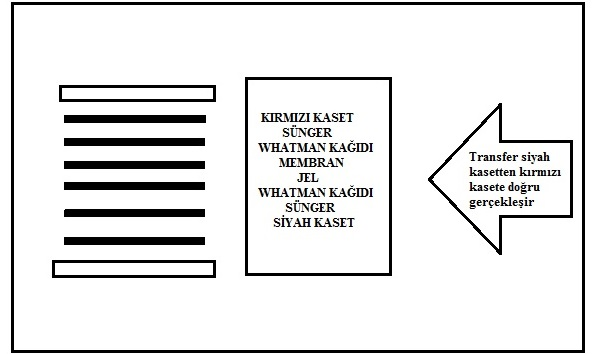 KIRMIZI KASET
SÜNGER
WHATMAN KAĞIDI
MEMBRAN
JEL
WHATMAN KAĞIDI
SÜNGER
SİYAH KASET
Transfer siyah
kasetten kırmızı
kasete doğru
gerçekleşir